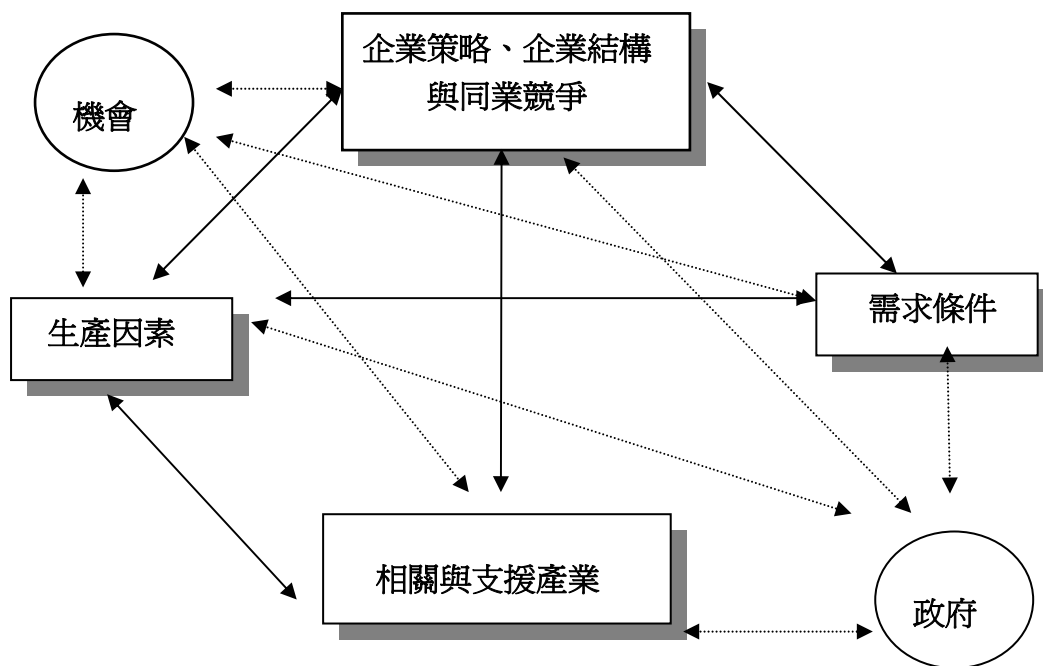 企業策略、企業結構
與同業競爭
機會
需求條件
生產因素
相關與支援產業
政府